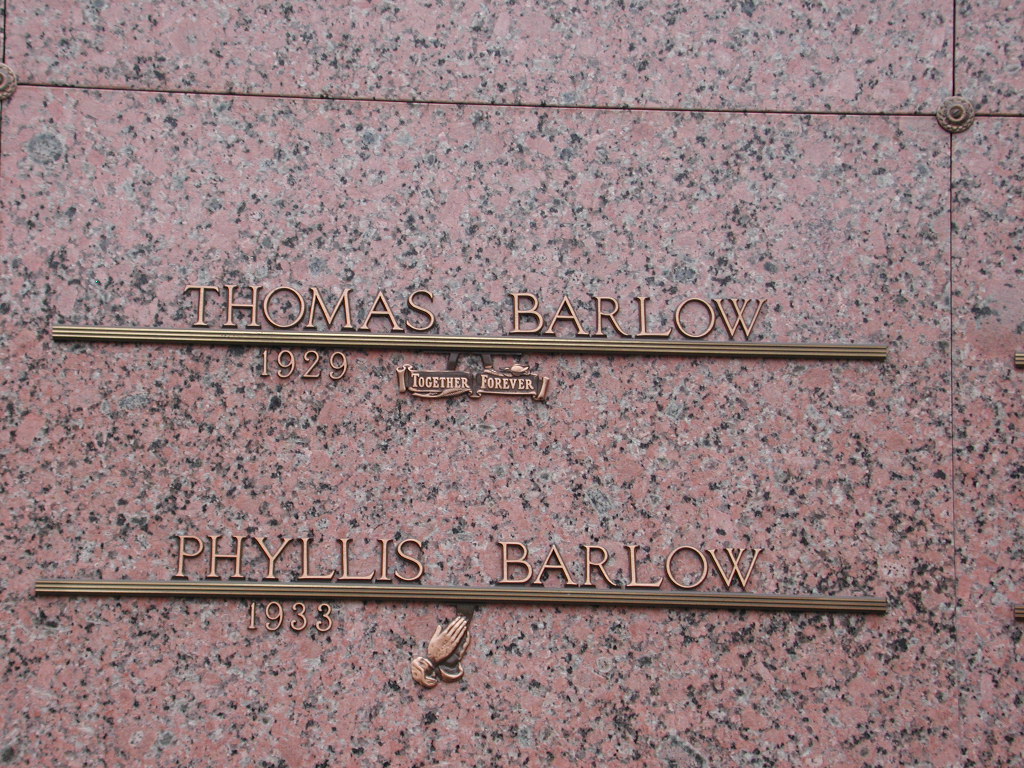 THOMAS BARLOW
1929
TOGETHER FOREVER
PHYLLIS BARLOW
1933